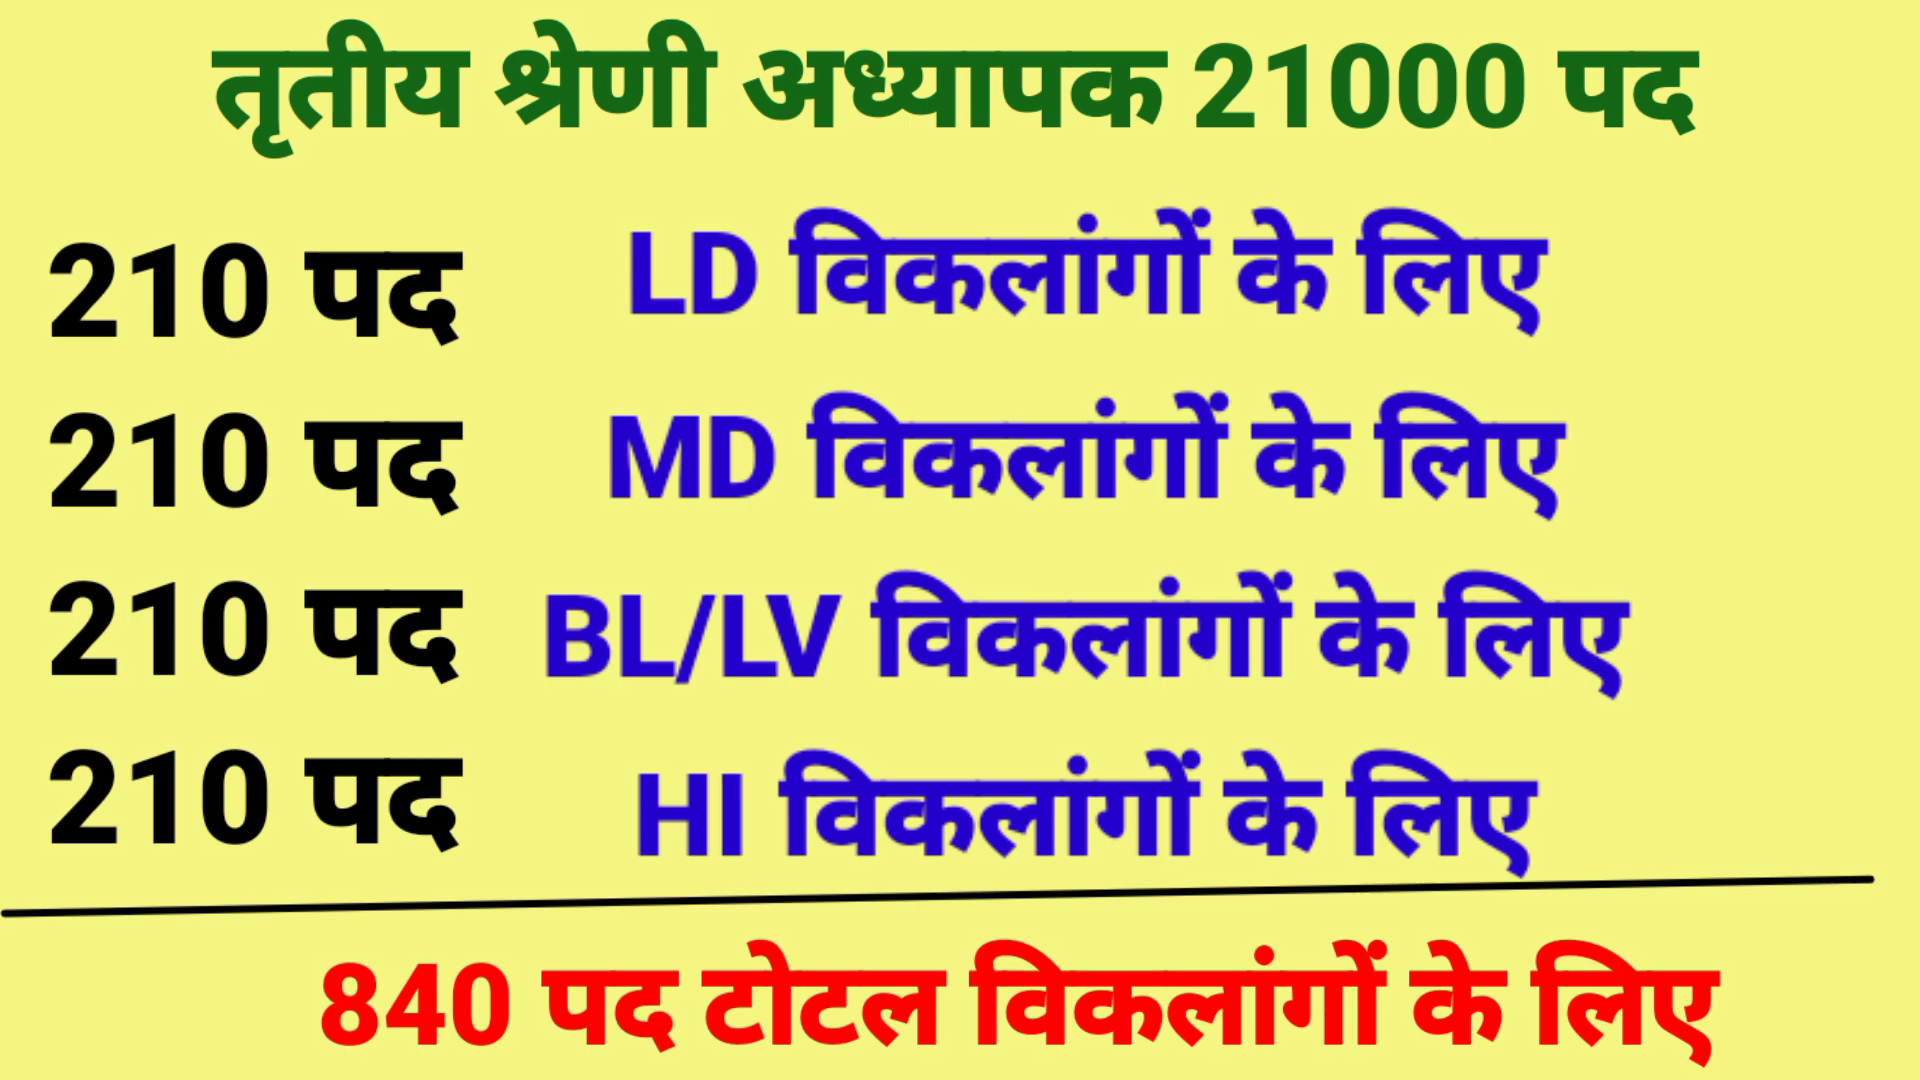 तृतीय श्रेणी अध्यापक 21000 पद
210 पद LD विकलांगों के लिए
210 पद MD विकलांगों के लिए
210 पद BL/LV विकलांगों के लिए
210 पद HI विकलांगों के लिए
840 पद टोटल विकलांगों के लिए